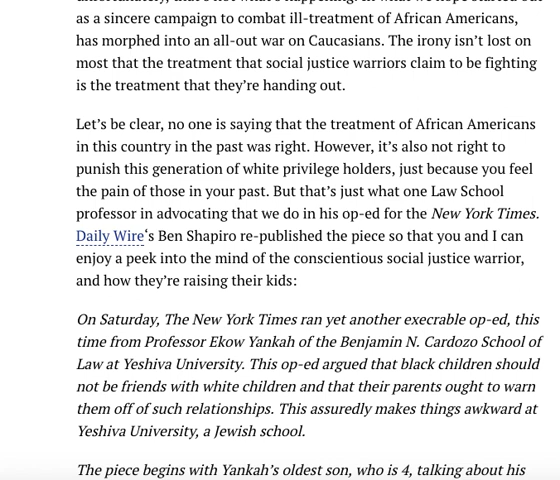 as a sincere campaign to combat ill-treatment of African Americans,
has morphed into an all-out war on Caucasians. The irony isn’t lost on
most that the treatment that social justice warriors claim to be fighting
is the treatment that they’re handing out.
Let’s be clear, no one is saying that the treatment of African Americans
in this country in the past was right. However, it’s also not right to
punish this generation of white privilege holders, just because you feel
the pain of those in your past. But that’s just what one Law School
professor in advocating that we do in his op-ed for the New York Times.
Daily Wire‘s Ben Shapiro re-published the piece so that you and I can
enjoy a peek into the mind of the conscientious social justice warrior,
and how they’re raising their kids:
On Saturday, The New York Times ran yet another execrable op-ed, this
time from Professor Ekow Yankah of the Benjamin N. Cardozo School of
Law at Yeshiva University. This op-ed argued that black children should
not be friends with white children and that their parents ought to warn
them off of such relationships. This assuredly makes things awkward at
Yeshiva University, a Jewish school.
The piece begins with Yankah’s oldest son, who is 4, talking about his